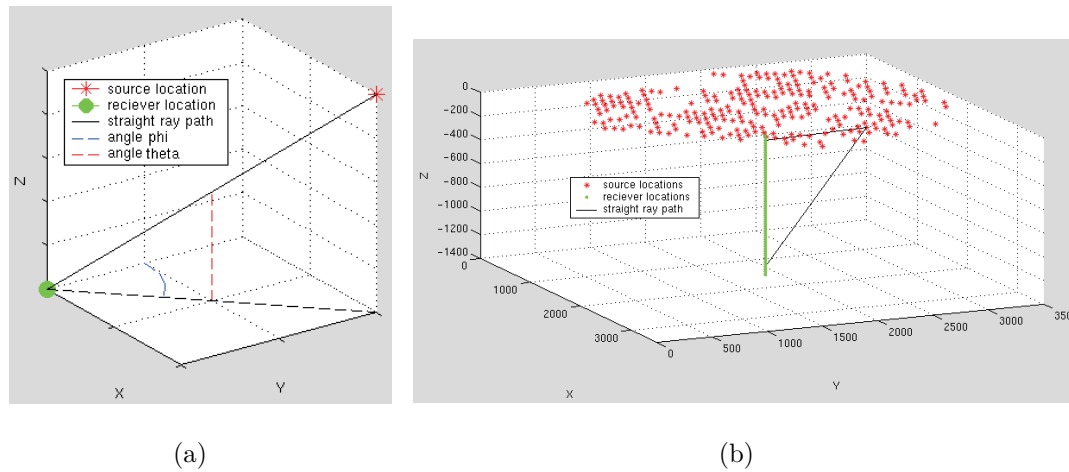 source location
reciever location
straight ray path
angle phi
angle theta
Z
X
Y
(a)
0
-200
-400
-600
-800
-1000
-1200
-1400
Z
source locations
reciever locations
straight ray path
0
1000
2000
3000
X
0
500
1000
1500
2000
2500
3000
350
Y
(b)